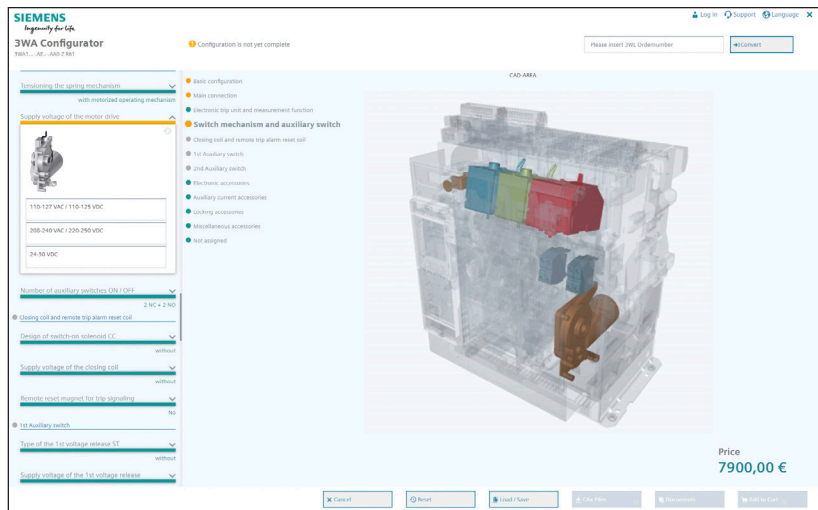 SIEMENS
Ingenuity for life
Log in Support Language
3WA Configurator
Configuration is not yet complete
Please insert 3WL Ordernumber
Convert
Tensioning the spring mechanism
with motorized operating mechanism
Supply voltage of the motor drive
110-127 VAC / 110-125 VDC
208-240 VAC / 220-250 VDC
24-30 VDC
Number of auxiliary switches ON / OFF
2 NC + 2 NO
Closing coil and remote trip alarm reset coil
Design of switch-on solenoid CC
without
Supply voltage of the closing coil
without
Remote reset magnet for trip signaling
No
1st Auxiliary switch
Type of the 1st voltage release ST
without
Supply voltage of the 1st voltage release
Basic configuration
Main connection
Electronic trip unit and measurement function
Switch mechanism and auxiliary switch
Closing coil and remote trip alarm reset coil
1st Auxiliary switch
2nd Auxiliary switch
Electronic accessories
Auxiliary current accessories
Locking accessories
Miscellaneous accessories
Not assigned
CAD-AREA
Price
7900,00 €
Cancel
Reset
Load / Save
CAx Files
Documents
Add to Cart